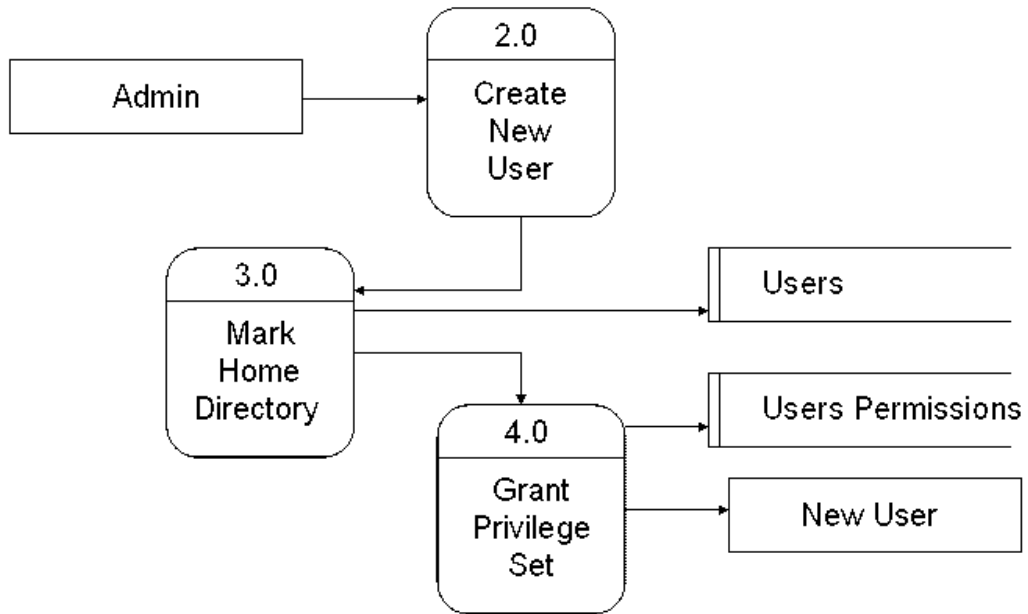 2.0
Admin
Create
New
User
3.0
Users
Mark
Home
Directory
Users Permissions
4.0
Grant
Privilege
Set
New User